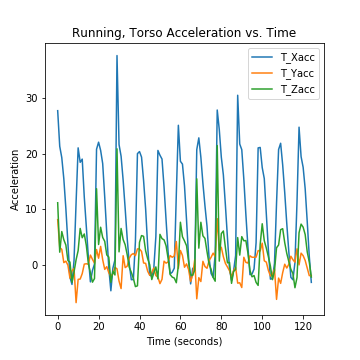 Running, Torso Acceleration vs. Time
T_Xacc
T_Yacc
T_Zacc
30
20
10
0
Acceleration
0 20 40 60 80 100 120
Time (seconds)